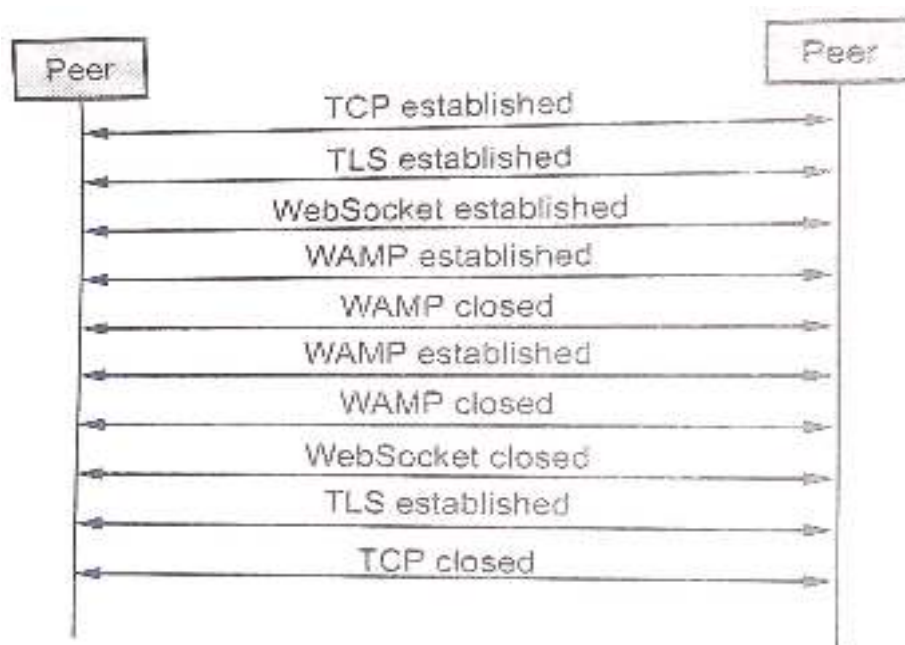 Peer
Peer
TCP established
TLS established
WebSocket established
WAMP established
WAMP closed
WAMP established
WAMP closed
WebSocket closed
TLS established
TCP closed